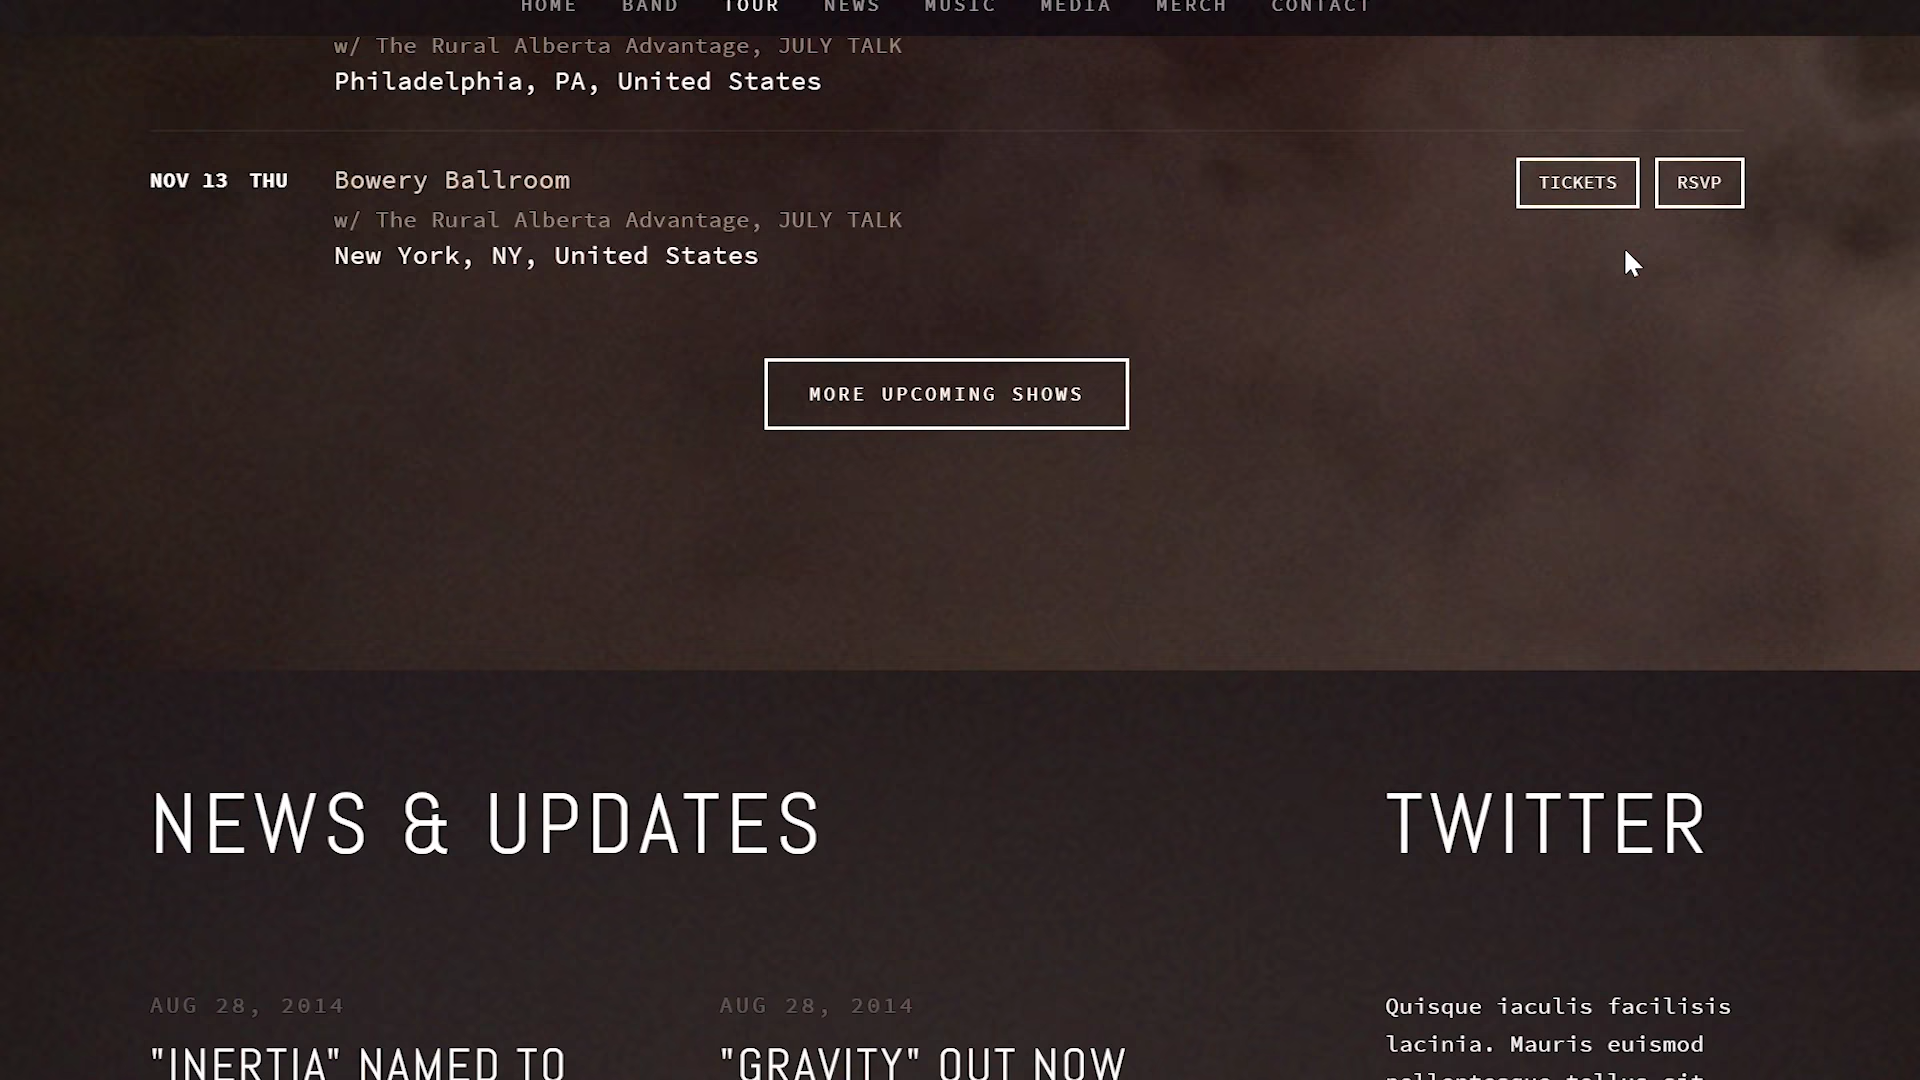 HOME BAND TOUR NEWS MUSIC MEDIA MERCH CONTACT
w/ The Rural Alberta Advantage, JULY TALK
Philadelphia, PA, United States
NOV 13 THU Bowery Ballroom TICKETS RSVP
w/ The Rural Alberta Advantage, JULY TALK
New York, NY, United States
MORE UPCOMING SHOWS
NEWS & UPDATES
TWITTER
AUG 28, 2014
"INERTIA" NAMED TO
AUG 28, 2014
"GRAVITY" OUT NOW
Quisque iaculis facilisis
lacinia. Mauris euismod